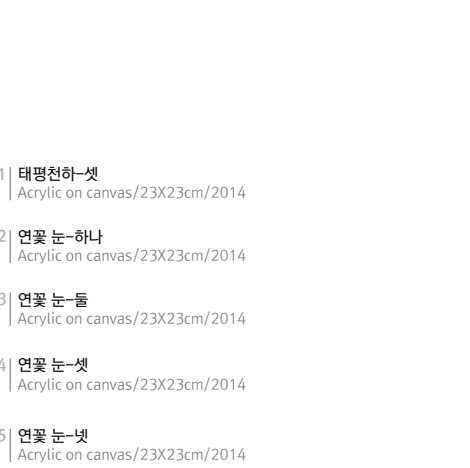 1 태평천하-셋
Acrylic on canvas/23X23cm/2014
2 연꽃 눈-하나
Acrylic on canvas/23X23cm/2014
3 연꽃 눈-둘
Acrylic on canvas/23X23cm/2014
4 연꽃 눈-셋
Acrylic on canvas/23X23cm/2014
5 연꽃 눈-넷
Acrylic on canvas/23X23cm/2014